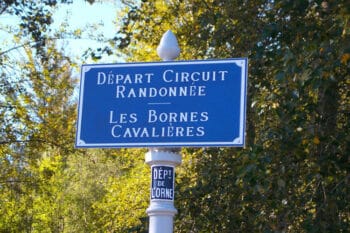 Départ Circuit
Randonnée
Les Bornes
Cavalières
DÉPT
DE
L'ORNE